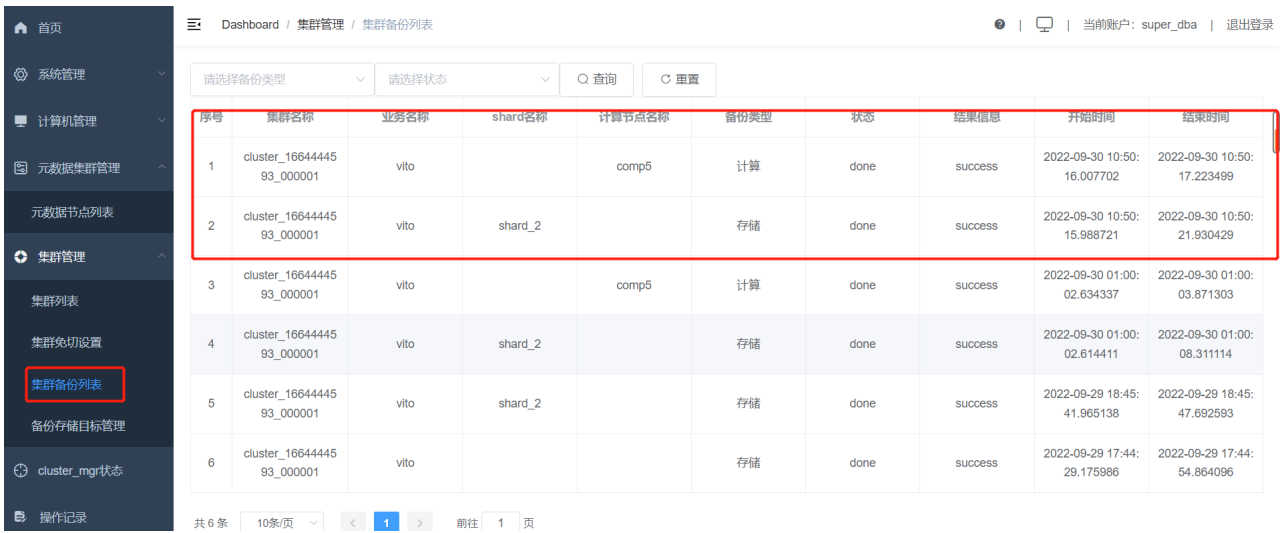 首页
系统管理
计算机管理
元数据集群管理
元数据节点列表
集群管理
集群列表
集群免切设置
集群备份列表
备份存储目标管理
cluster_mgr状态
操作记录
Dashboard / 集群管理 / 集群备份列表
? | | 当前账户：super_dba | 退出登录
请选择备份类型 请选择状态 查询 重置
序号 集群名称 业务名称 shard名称 计算节点名称 备份类型 状态 结果信息 开始时间 结束时间
cluster_16644445 2022-09-30 10:50: 2022-09-30 10:50:
1 vito comp5 计算 done success
93_000001 16.007702 17.223499
cluster_16644445 2022-09-30 10:50: 2022-09-30 10:50:
2 vito shard_2 存储 done success
93_000001 15.988721 21.930429
cluster_16644445 2022-09-30 01:00: 2022-09-30 01:00:
3 vito comp5 计算 done success
93_000001 02.634337 03.871303
cluster_16644445 2022-09-30 01:00: 2022-09-30 01:00:
4 vito shard_2 存储 done success
93_000001 02.614411 08.311114
cluster_16644445 2022-09-29 18:45: 2022-09-29 18:45:
5 vito shard_2 存储 done success
93_000001 41.965138 47.692593
cluster_16644445 2022-09-29 17:44: 2022-09-29 17:44:
6 vito 存储 done success
93_000001 29.175986 54.864096
共 6 条 10条/页 < 1 > 前往 1 页